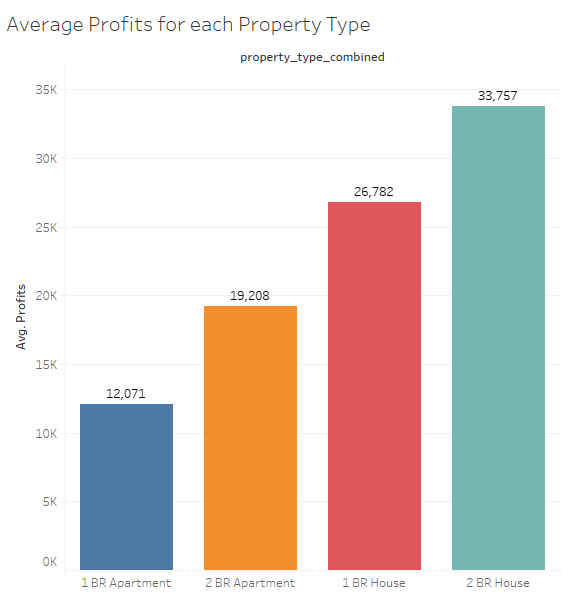 Average Profits for each Property Type
property_type_combined
35K
33,757
30K
26,782
25K
20K
19,208
15K
12,071
10K
5K
0K
Avg. Profits
1 BR Apartment
2 BR Apartment
1 BR House
2 BR House